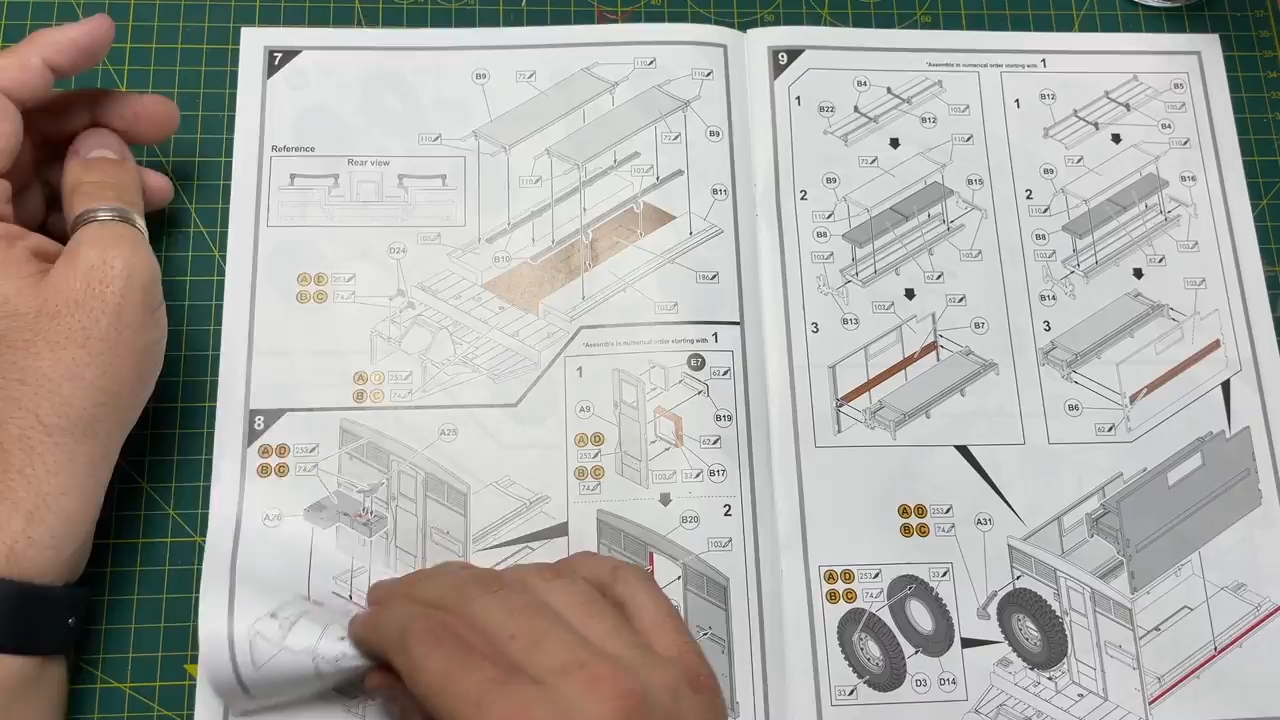 7
B9
72
110
110
B9
72
110
110
103
Reference
Rear view
B11
B10
103
D24
A D 253
B C 74
186
103
A D 253
B C 74
*Assemble in numerical order starting with 1
1
E7
62
A9
B19
A D
253
62
B C
74
103
33
B17
2
B20
103
8
A D 253
B C 74
A25
A26
9
*Assemble in numerical order starting with 1
1
B4
B22
B12
103
72
110
2
B9
B15
110
B8
103
103
62
B13
3
103
62
B7
1
B12
B5
103
B4
110
72
2
B9
B16
110
B8
103
103
62
B14
3
103
B6
62
A D 253
B C 74
A31
A D 253
B C 74
33
33
D3
D14